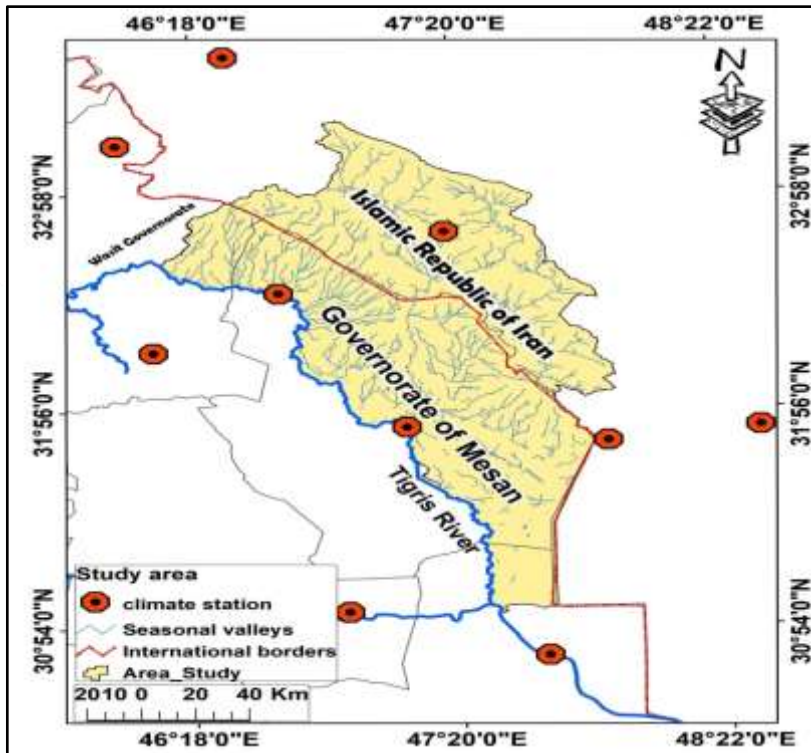 46°18'0"E 47°20'0"E 48°22'0"E
N
32°58'0"N
32°58'0"N
Wasit Governorate
Islamic Republic of Iran
Governorate of Mesan
31°56'0"N
31°56'0"N
Tigris River
Study area
climate station
Seasonal valleys
International borders
Area_Study
30°54'0"N
30°54'0"N
2010 0 20 40 Km
46°18'0"E 47°20'0"E 48°22'0"E